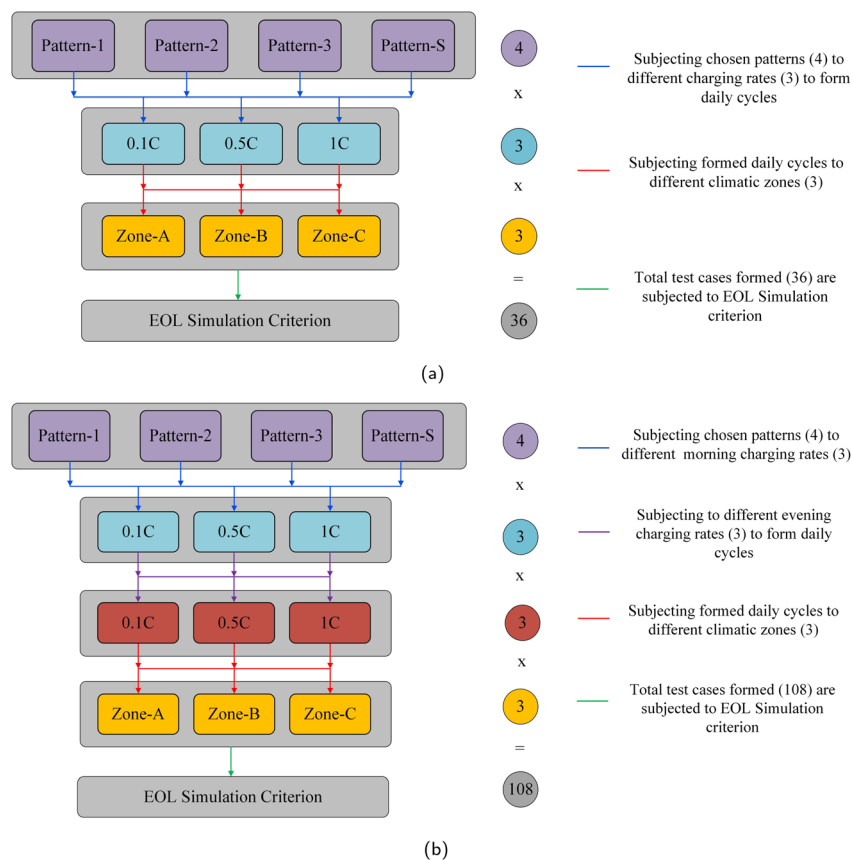 Pattern-1 Pattern-2 Pattern-3 Pattern-S
4
Subjecting chosen patterns (4) to
different charging rates (3) to form
daily cycles
x
0.1C 0.5C 1C
3
x
Subjecting formed daily cycles to
different climatic zones (3)
Zone-A Zone-B Zone-C
3
=
Total test cases formed (36) are
subjected to EOL Simulation
criterion
EOL Simulation Criterion
36
(a)
Pattern-1 Pattern-2 Pattern-3 Pattern-S
4
Subjecting chosen patterns (4) to
different morning charging rates (3)
x
0.1C 0.5C 1C
3
Subjecting to different evening
charging rates (3) to form daily
cycles
x
0.1C 0.5C 1C
3
Subjecting formed daily cycles to
different climatic zones (3)
x
Zone-A Zone-B Zone-C
3
Total test cases formed (108) are
subjected to EOL Simulation
criterion
=
EOL Simulation Criterion
108
(b)